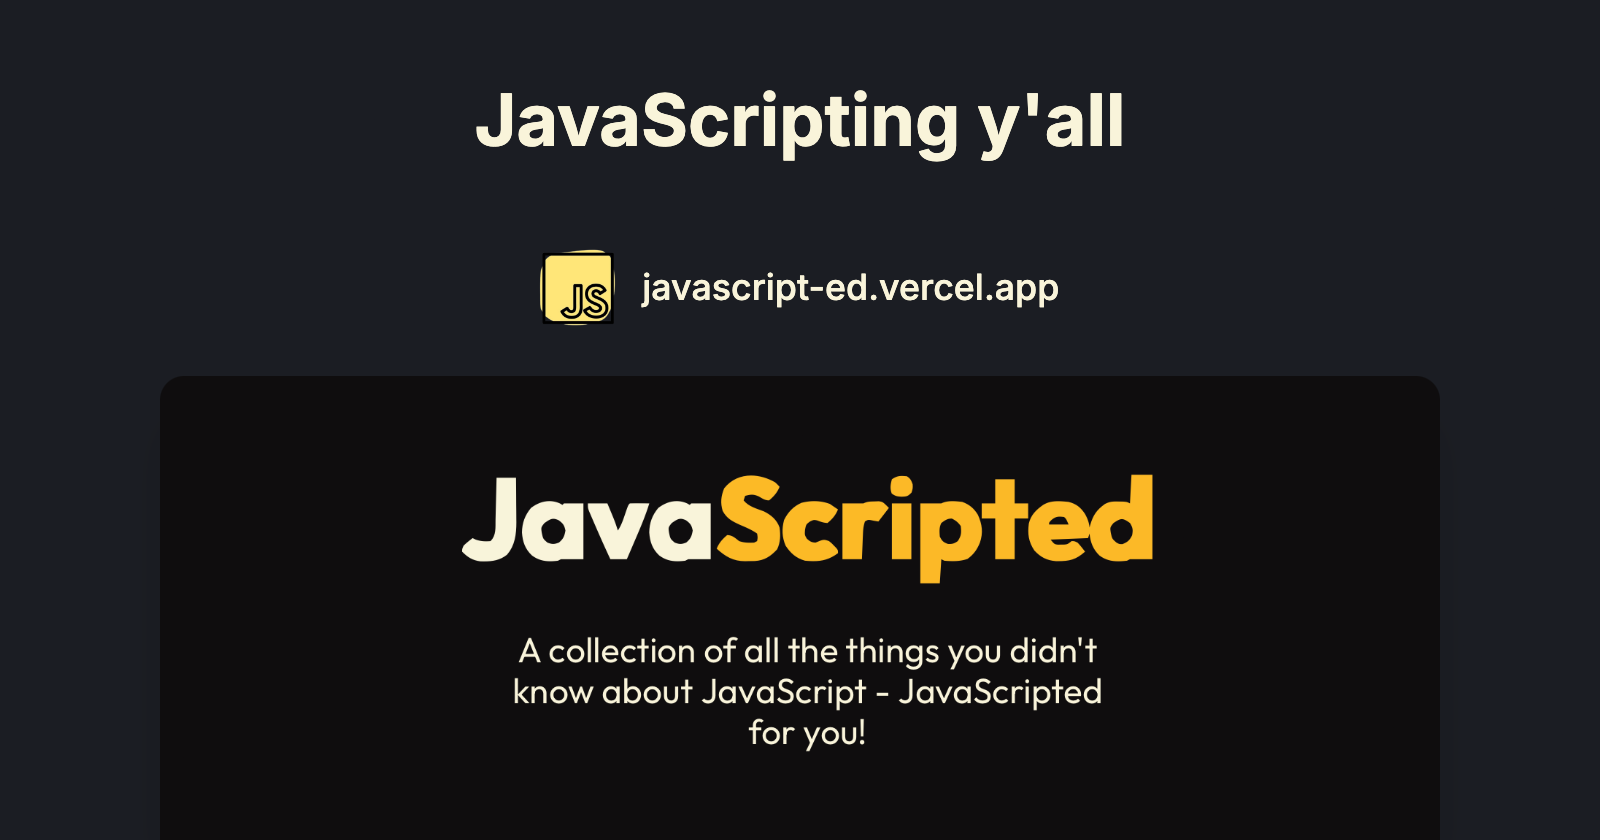 JavaScripting y'all
JS
javascript-ed.vercel.app
JavaScripted
A collection of all the things you didn't
know about JavaScript - JavaScripted
for you!